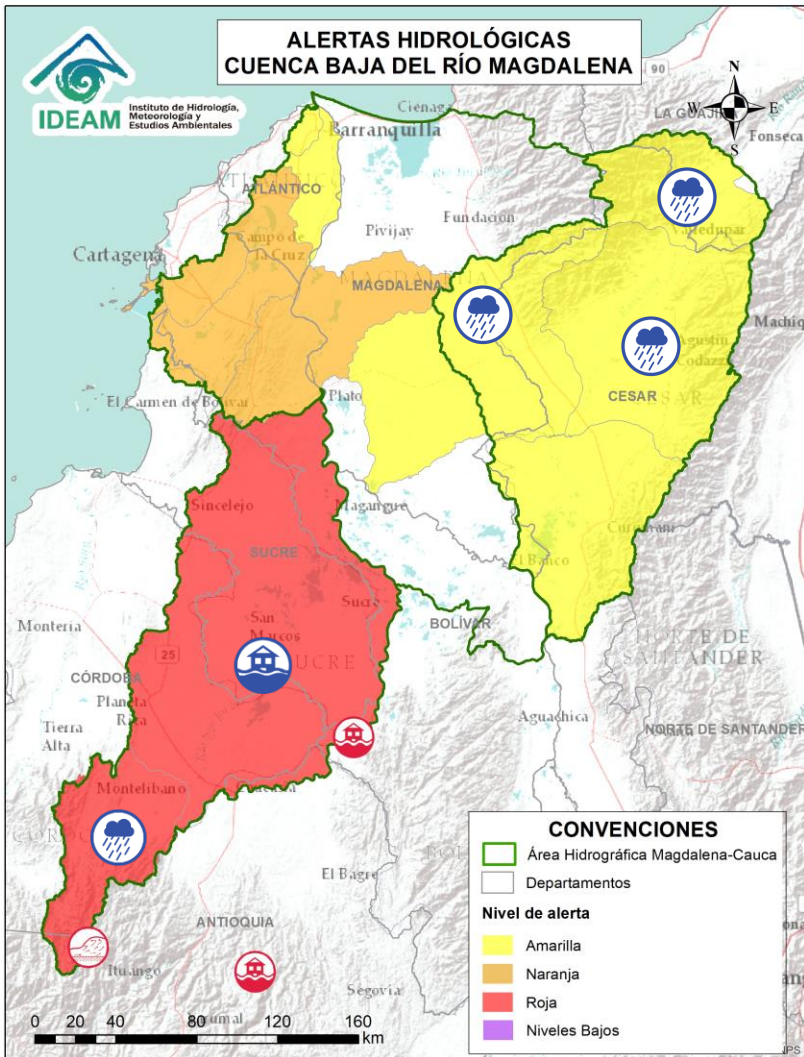 ALERTAS HIDROLÓGICAS
CUENCA BAJA DEL RÍO MAGDALENA
IDEAM
Instituto de Hidrología,
Meteorología y
Estudios Ambientales
N
W
E
S
90
LA GUAJIRA
Fonseca
Ciénaga
Barranquilla
ATLÁNTICO
Valledupar
Fundación
Pivijay
Cartagena
Campo de
la Cruz
MAGDALENA
MAGDALENA
Machiq
Agustín
Codazzi
CESAR
CESAR
Plato
El Carmen de Bolívar
Sincelejo
Magangué
SUCRE
El Banco
Sucre
BOLÍVAR
San
Marcos
SUCRE
Montería
25
CÓRDOBA
Planeta
Rica
NORTE DE
SANTANDER
Aguachica
NORTE DE SANTANDER
Tierra
Alta
Montelíbano
El Bagre
ANTIOQUIA
Ituango
Segovia
0 20 40 80 120 160
km
CONVENCIONES
Área Hidrográfica Magdalena-Cauca
Departamentos
Nivel de alerta
Amarilla
Naranja
Roja
Niveles Bajos